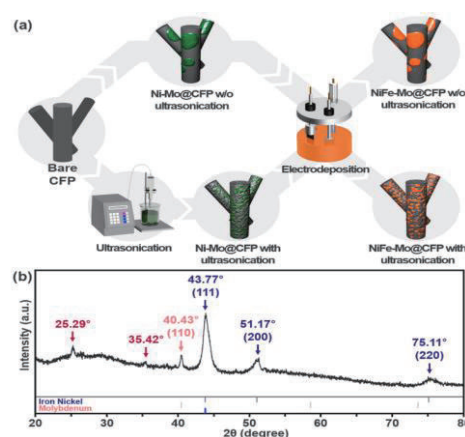 (a)
Ni-Mo@CFP w/o
ultrasonication
NiFe-Mo@CFP w/o
ultrasonication
Bare
CFP
Electrodeposition
Ultrasonication
Ni-Mo@CFP with
ultrasonication
NiFe-Mo@CFP with
ultrasonication
(b)
Intensity (a.u.)
25.29°
35.42°
40.43°
(110)
43.77°
(111)
51.17°
(200)
75.11°
(220)
Iron Nickel
Molybdenum
20 30 40 50 60 70 80
2θ (degree)